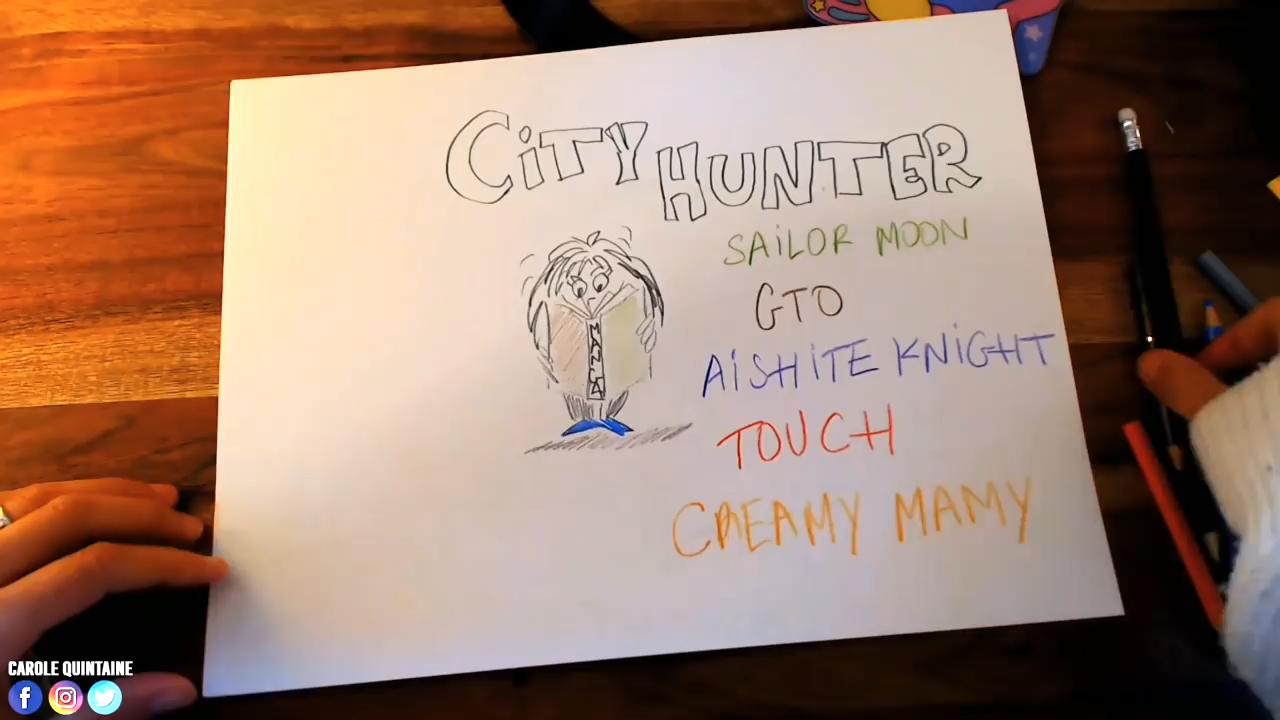 CiTY HUNTER
SAiLOR MOON
GTO
MANGA
AiSHiTE KNiGHT
TOUCH
CREAMY MAMY
CAROLE QUINTAINE